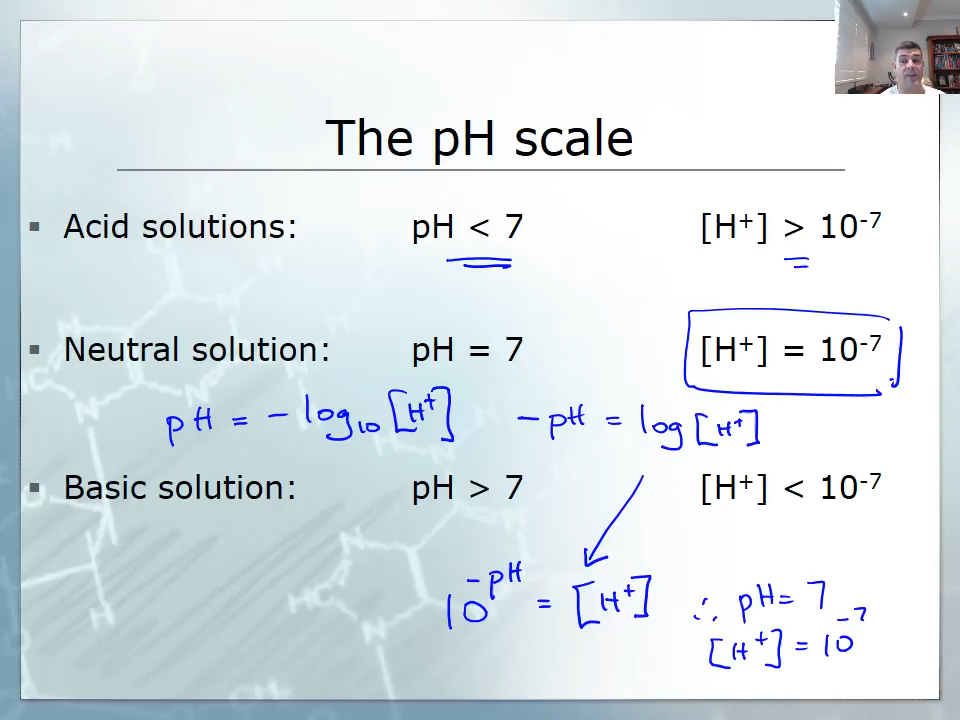 The pH scale
▪ Acid solutions: pH < 7 [H⁺] > 10⁻⁷
▪ Neutral solution: pH = 7 [H⁺] = 10⁻⁷
pH = - log₁₀ [H⁺] - pH = log [H⁺]
▪ Basic solution: pH > 7 [H⁺] < 10⁻⁷
10⁻ᵖᴴ = [H⁺] ∴ pH = 7
[H⁺] = 10⁻⁷